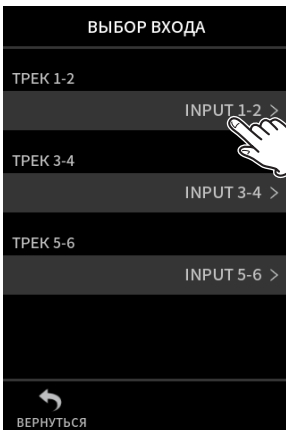 ВЫБОР ВХОДА
ТРЕК 1-2
INPUT 1-2 >
ТРЕК 3-4
INPUT 3-4 >
ТРЕК 5-6
INPUT 5-6 >
ВЕРНУТЬСЯ